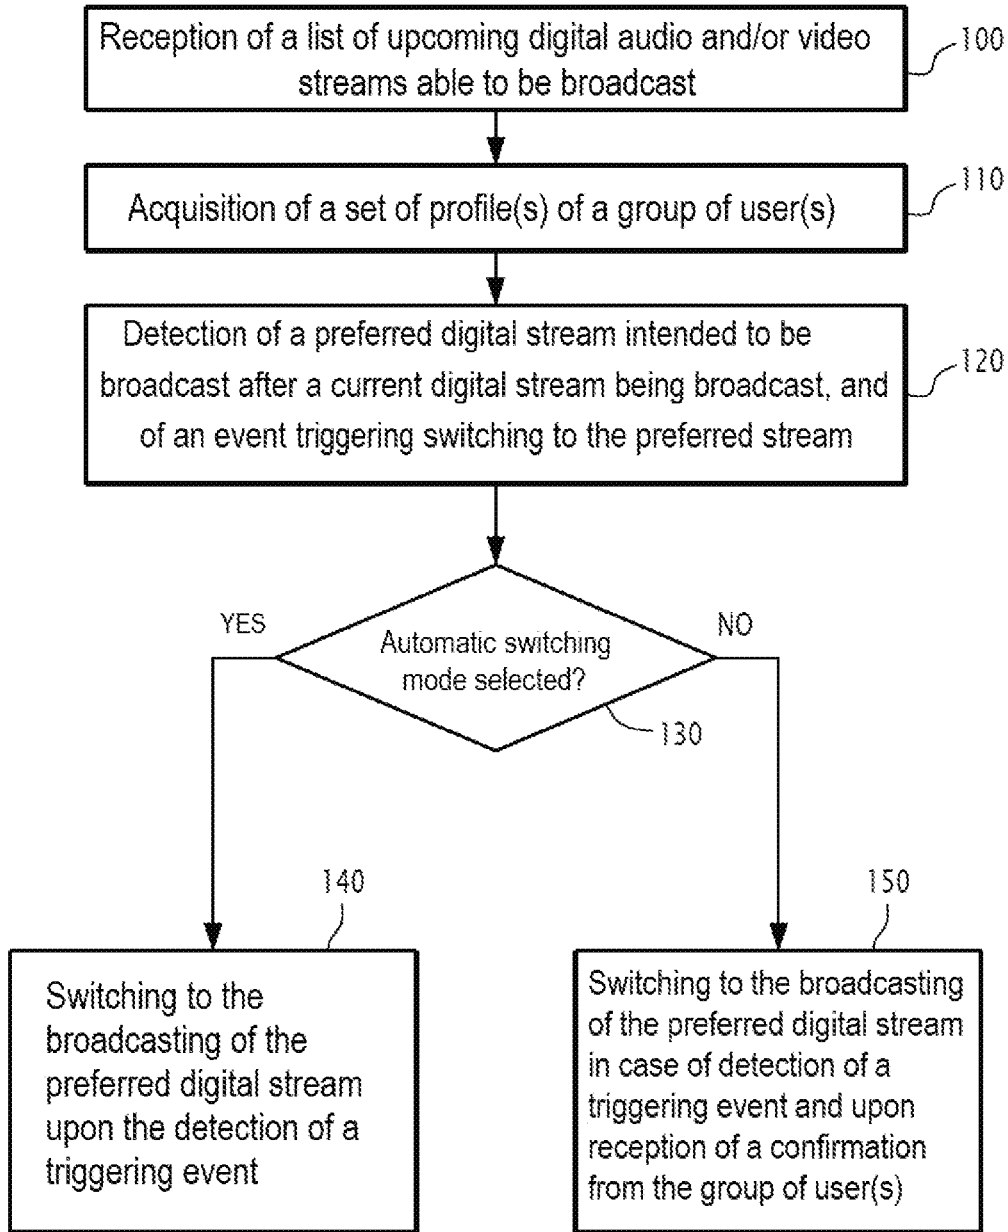 Reception of a list of upcoming digital audio and/or video
streams able to be broadcast
100
Acquisition of a set of profile(s) of a group of user(s)
110
Detection of a preferred digital stream intended to be
broadcast after a current digital stream being broadcast, and
of an event triggering switching to the preferred stream
120
YES
NO
Automatic switching
mode selected?
130
140
Switching to the
broadcasting of the
preferred digital stream
upon the detection of a
triggering event
150
Switching to the broadcasting
of the preferred digital stream
in case of detection of a
triggering event and upon
reception of a confirmation
from the group of user(s)